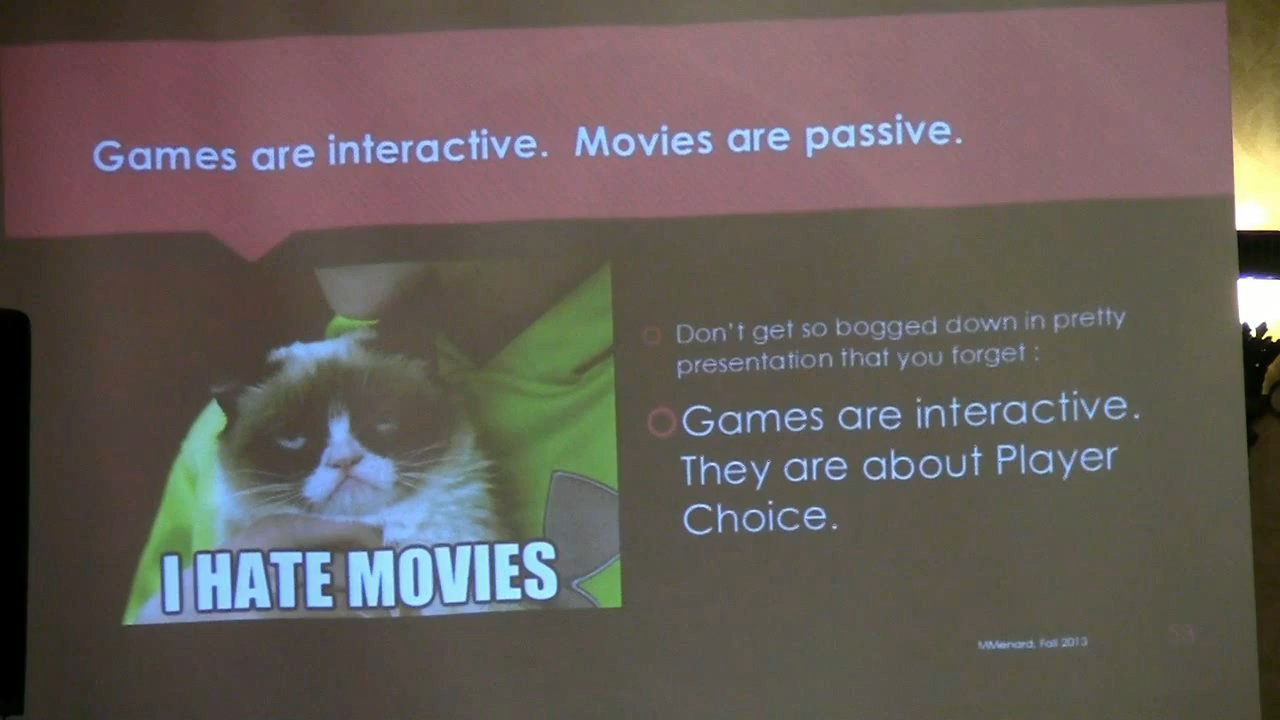 Games are interactive. Movies are passive.
Don't get so bogged down in pretty
presentation that you forget :
Games are interactive.
They are about Player
Choice.
I HATE MOVIES
MMenard, Fall 2013